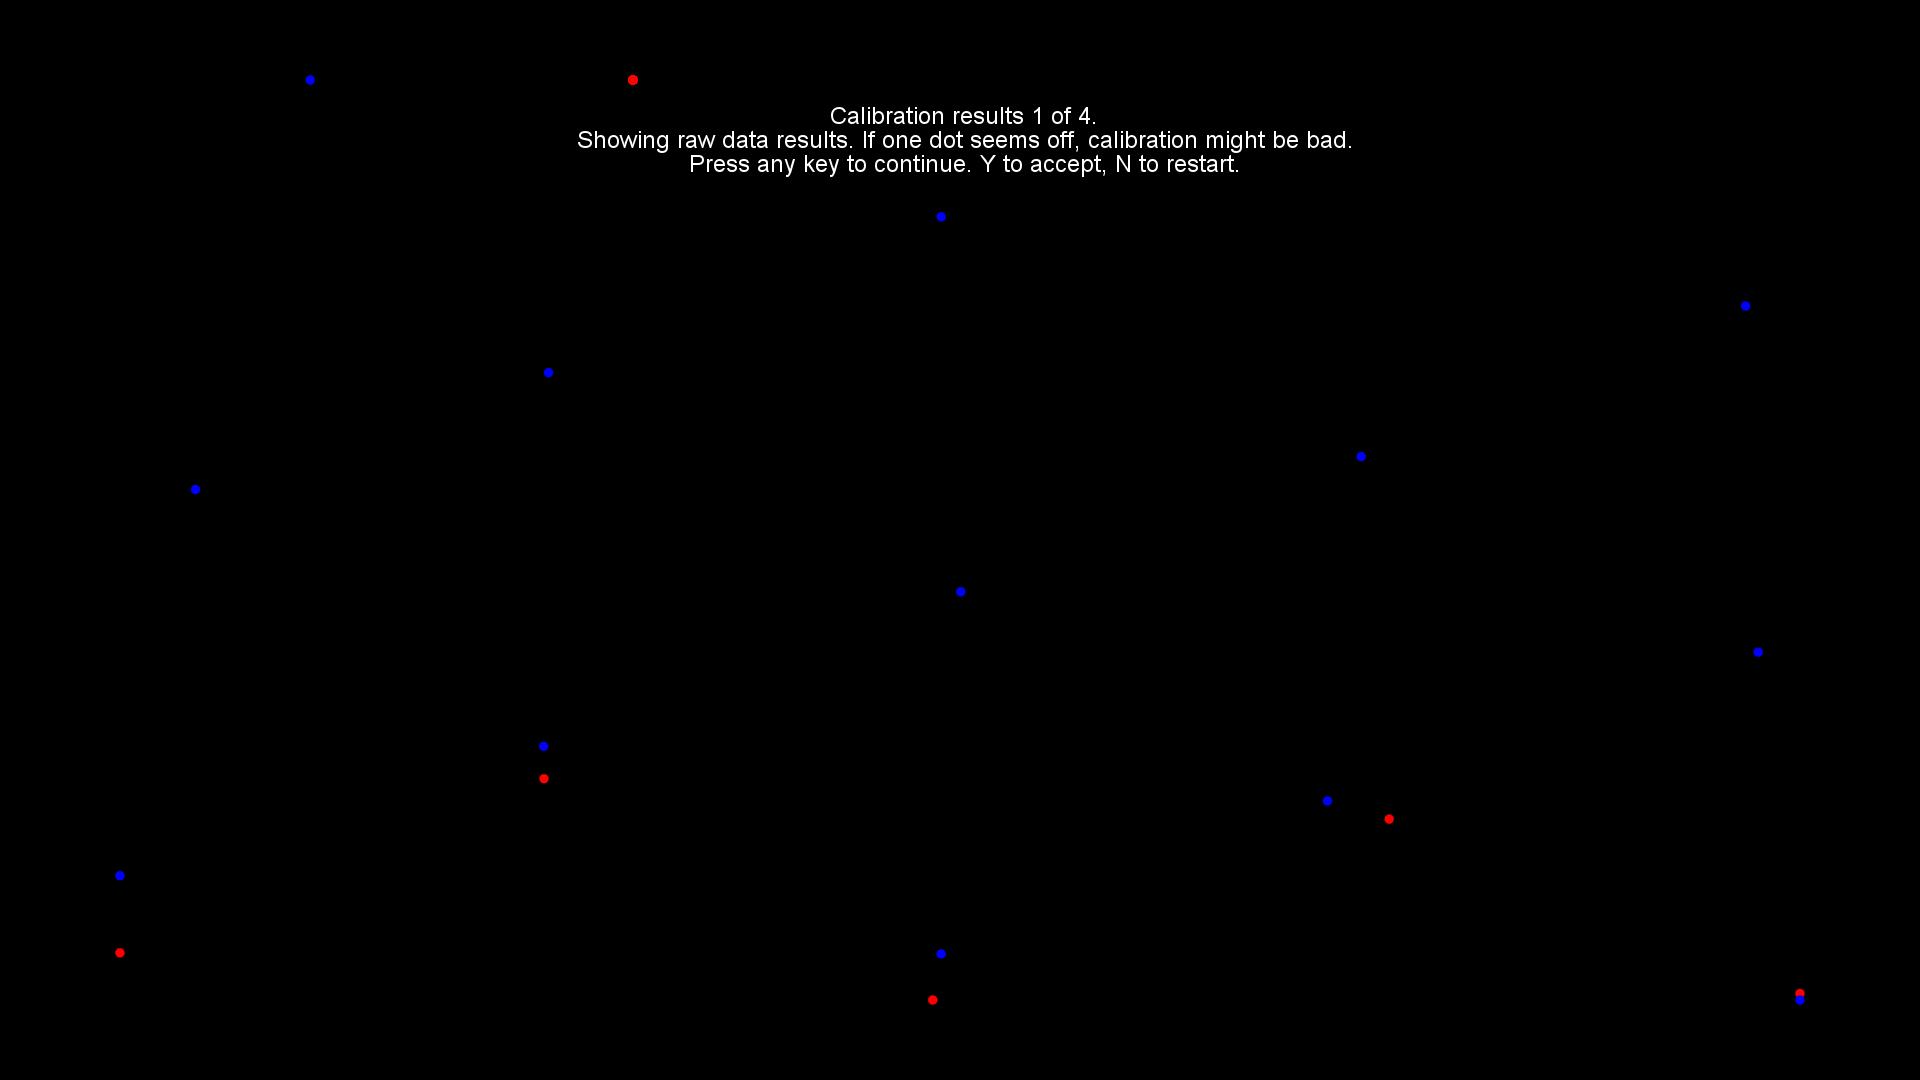 Calibration results 1 of 4.
Showing raw data results. If one dot seems off, calibration might be bad.
Press any key to continue. Y to accept, N to restart.